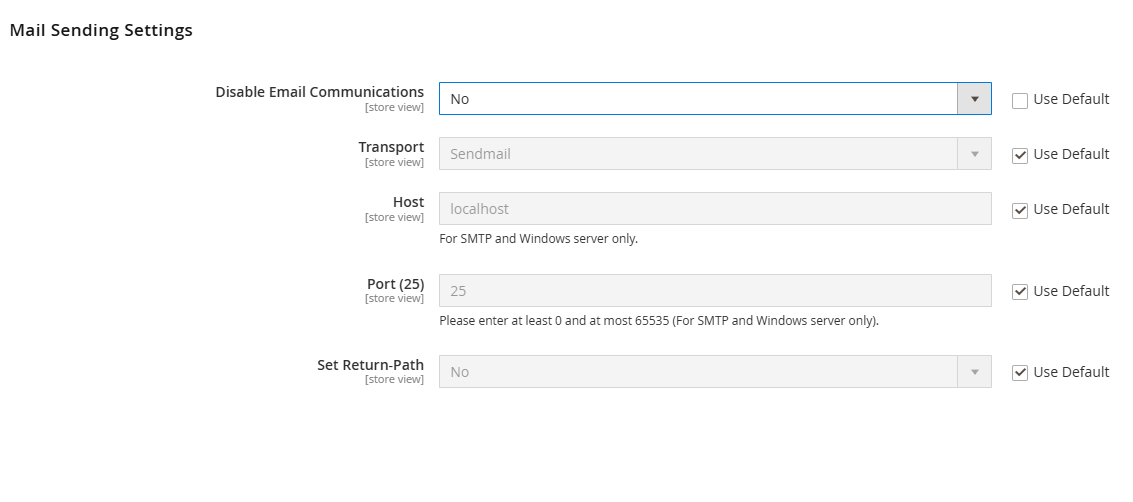 Mail Sending Settings
Disable Email Communications No Use Default
[store view]
Transport Sendmail Use Default
[store view]
Host localhost Use Default
[store view]
For SMTP and Windows server only.
Port (25) 25 Use Default
[store view]
Please enter at least 0 and at most 65535 (For SMTP and Windows server only).
Set Return-Path No Use Default
[store view]